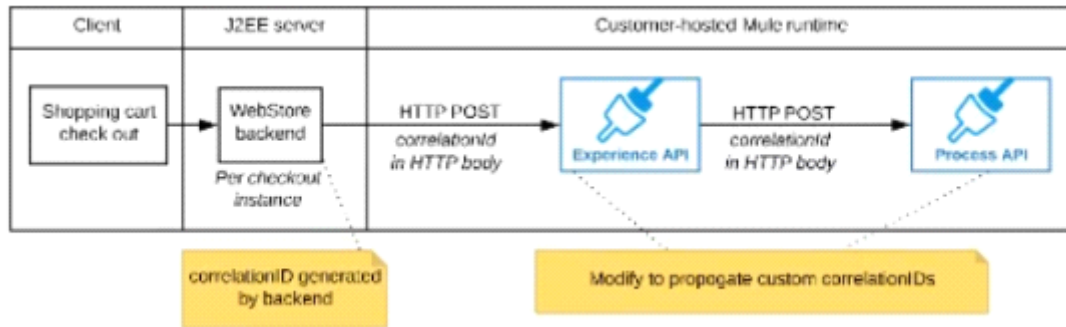 Client
J2EE server
Customer-hosted Mule runtime
Shopping cart
check out
WebStore
backend
Per checkout
instance
HTTP POST
correlationId
in HTTP body
Experience API
HTTP POST
correlationId
in HTTP body
Process API
correlationID generated
by backend
Modify to propogate custom correlationIDs